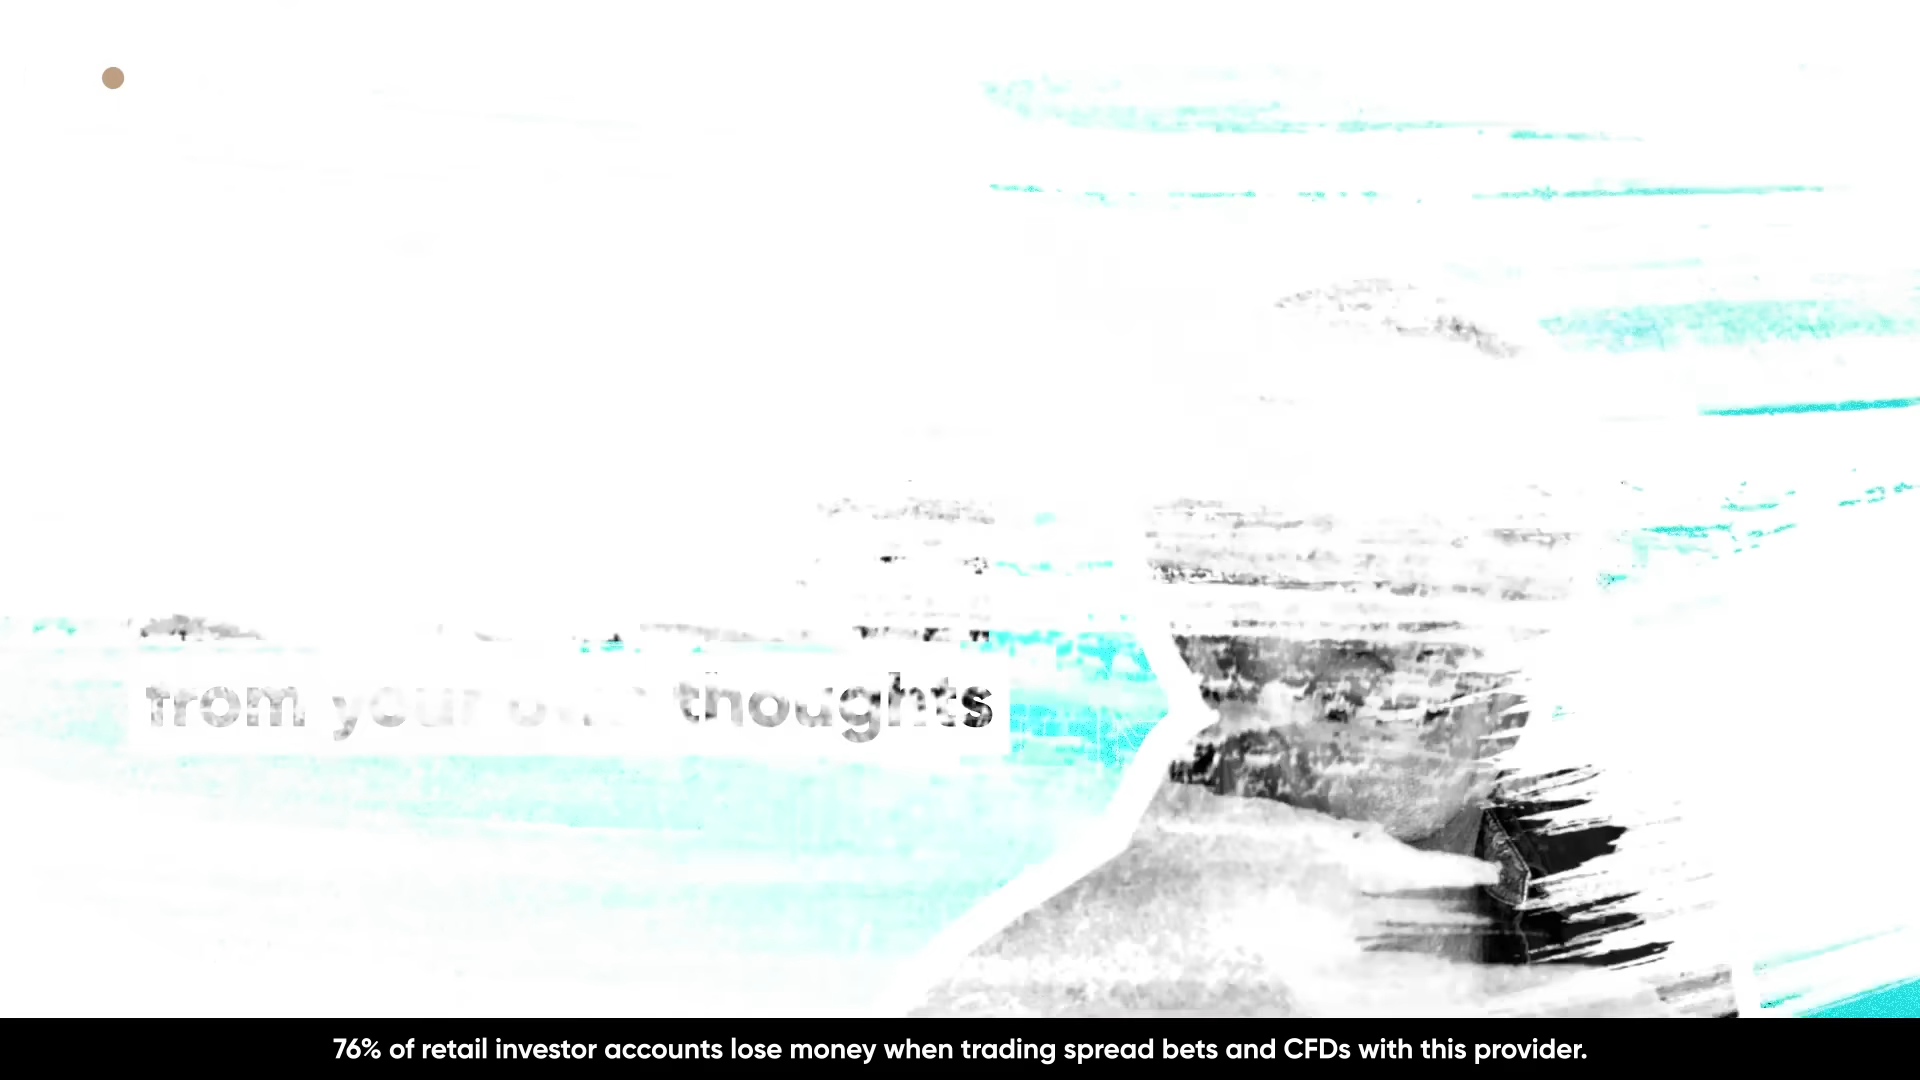 from your own thoughts
76% of retail investor accounts lose money when trading spread bets and CFDs with this provider.